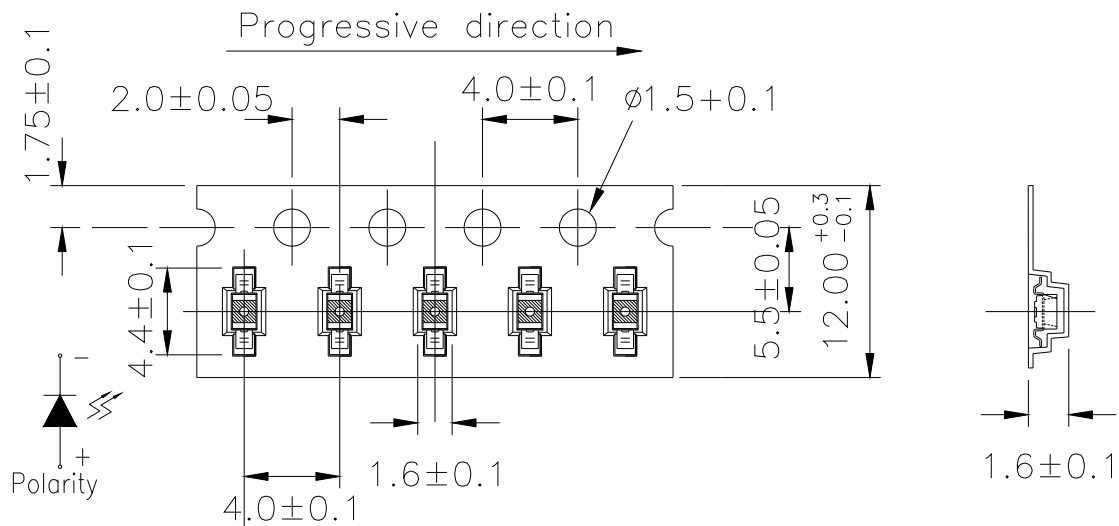 Progressive direction
1.75±0.1
2.0±0.05
4.0±0.1
ø1.5+0.1
4.4±0.1
5.5±0.05
12.00 +0.3 -0.1
-
+
Polarity
4.0±0.1
1.6±0.1
1.6±0.1